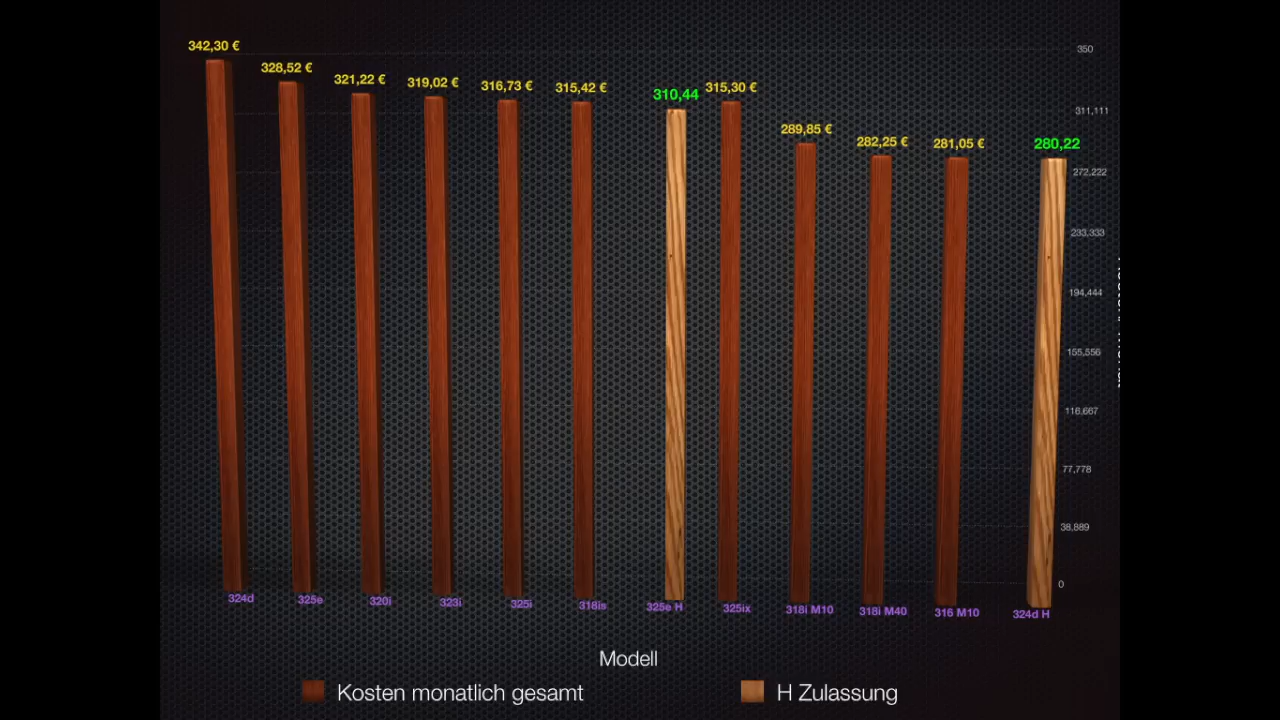 342,30 €
328,52 €
321,22 €
319,02 €
316,73 €
315,42 €
310,44
315,30 €
289,85 €
282,25 €
281,05 €
280,22
350
311,111
272,222
233,333
194,444
155,556
116,667
77,778
38,889
0
324d
325e
320i
323i
325i
318is
325e H
325ix
318i M10
318i M40
316 M10
324d H
Modell
Kosten monatlich gesamt
H Zulassung